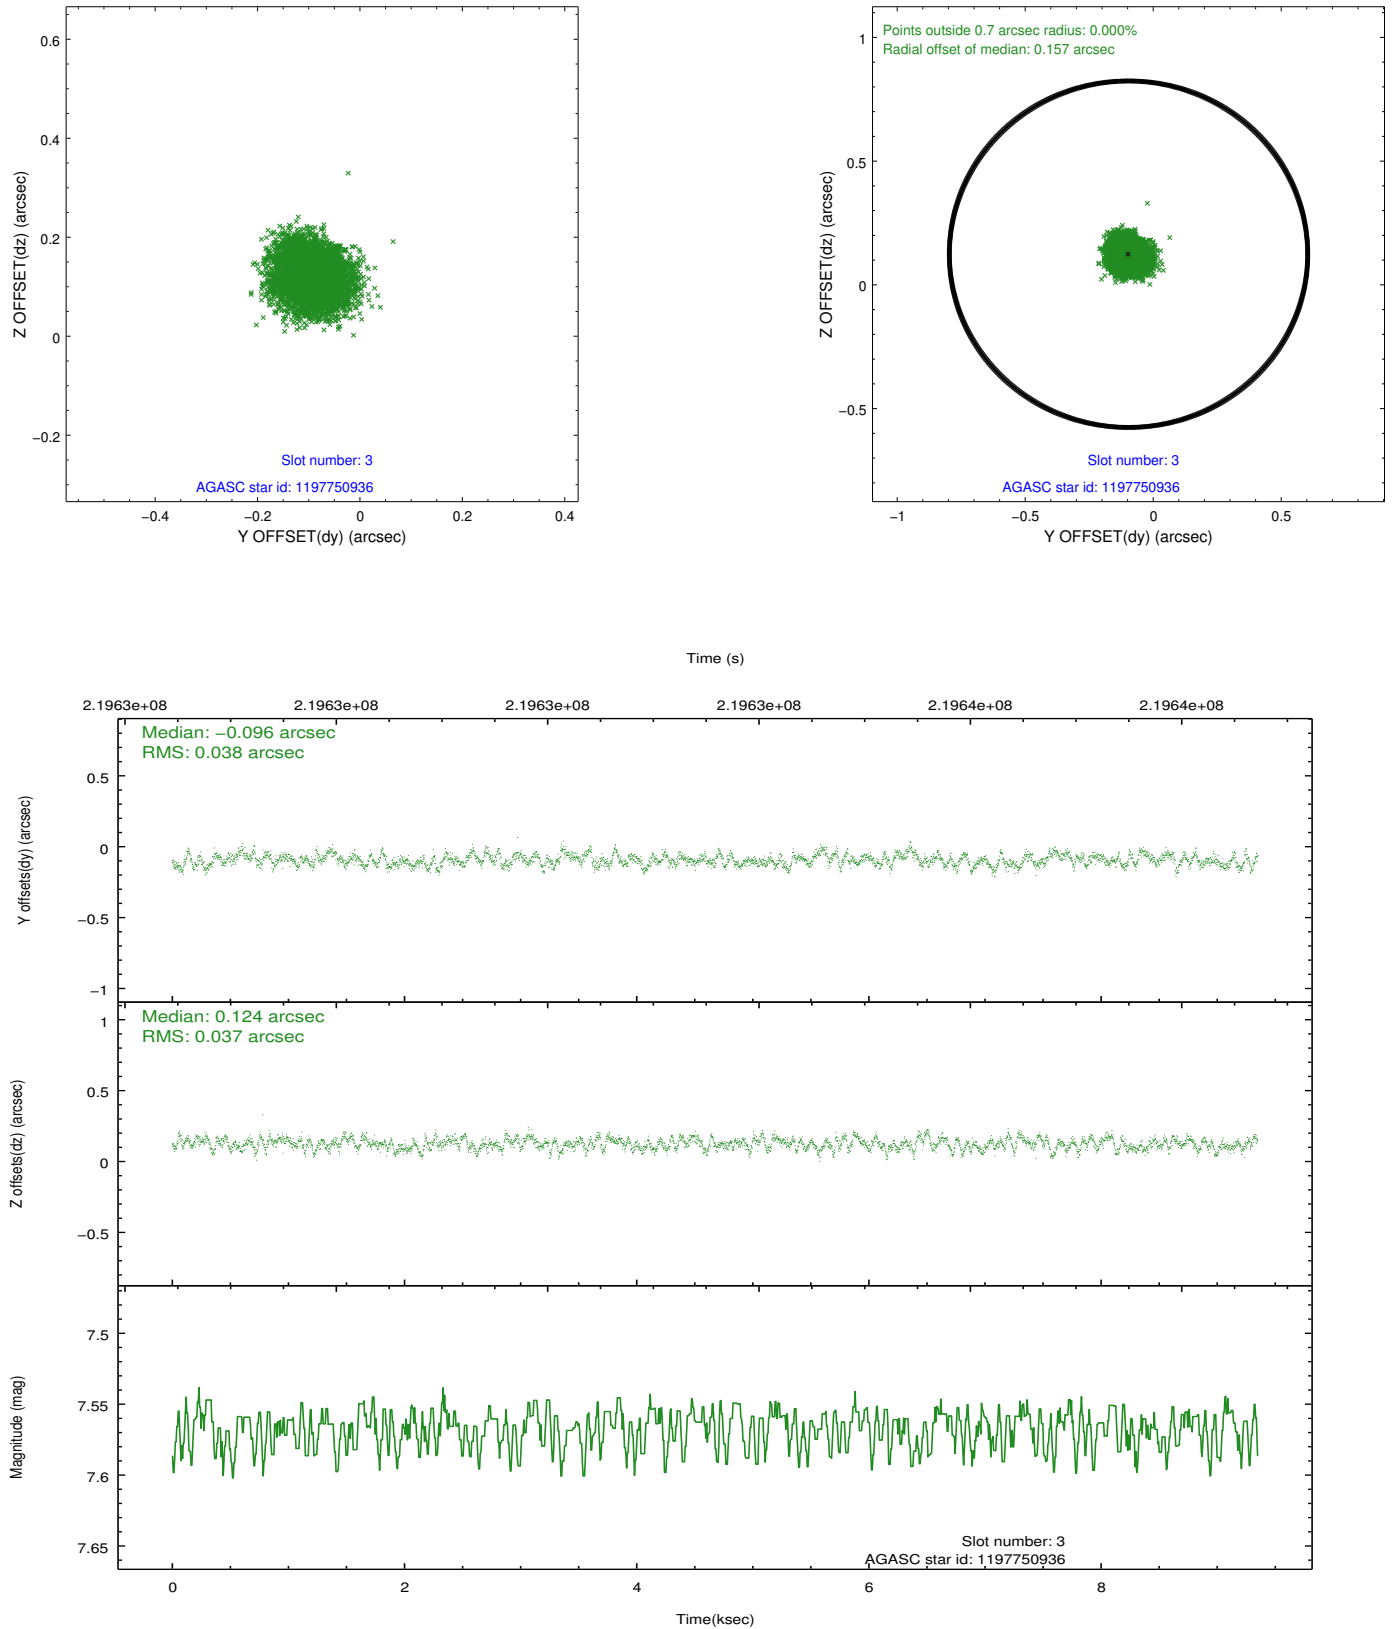 0.6
0.4
0.2
0
−0.2
Z OFFSET(dz) (arcsec)
Slot number: 3
AGASC star id: 1197750936
−0.4
−0.2
0
0.2
0.4
Y OFFSET(dy) (arcsec)
Points outside 0.7 arcsec radius: 0.000%
Radial offset of median: 0.157 arcsec
1
0.5
0
−0.5
Z OFFSET(dz) (arcsec)
Slot number: 3
AGASC star id: 1197750936
−1
−0.5
0
0.5
Y OFFSET(dy) (arcsec)
Time (s)
2.1963e+08
2.1963e+08
2.1963e+08
2.1963e+08
2.1964e+08
2.1964e+08
Median: −0.096 arcsec
RMS: 0.038 arcsec
0.5
0
−0.5
−1
Y offsets(dy) (arcsec)
Median: 0.124 arcsec
RMS: 0.037 arcsec
1
0.5
0
−0.5
Z offsets(dz) (arcsec)
7.5
7.55
7.6
7.65
Magnitude (mag)
Slot number: 3
AGASC star id: 1197750936
0
2
4
6
8
Time(ksec)